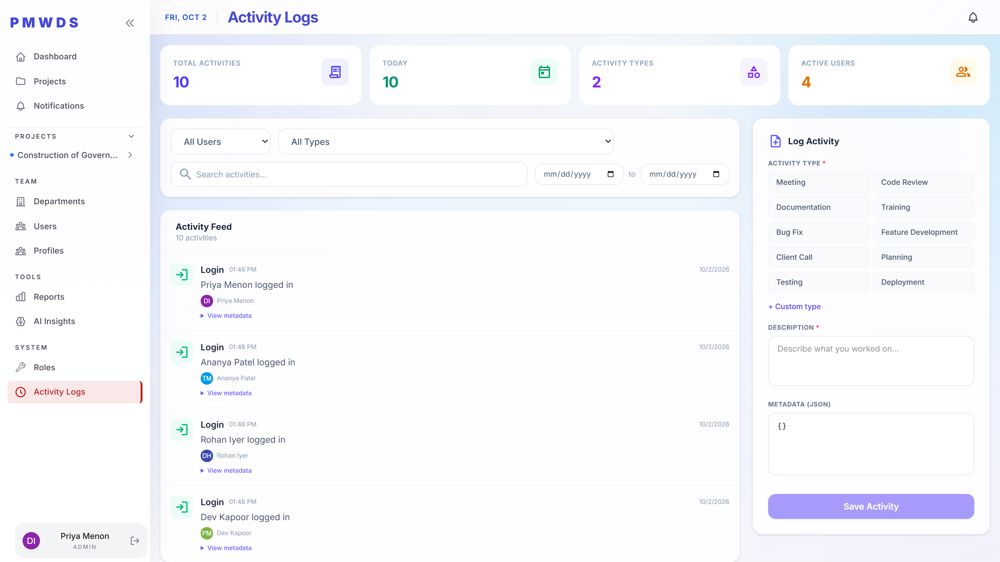 PMWDS
Dashboard
Projects
Notifications
PROJECTS
Construction of Govern...
TEAM
Departments
Users
Profiles
TOOLS
Reports
AI Insights
SYSTEM
Roles
Activity Logs
DI
Priya Menon
ADMIN
FRI, OCT 2
Activity Logs
TOTAL ACTIVITIES
10
TODAY
10
ACTIVITY TYPES
2
ACTIVE USERS
4
All Users
All Types
Search activities...
mm/dd/yyyy to mm/dd/yyyy
Activity Feed
10 activities
Login 01:48 PM 10/2/2026
Priya Menon logged in
DI Priya Menon
View metadata
Login 01:48 PM 10/2/2026
Ananya Patel logged in
TM Ananya Patel
View metadata
Login 01:48 PM 10/2/2026
Rohan Iyer logged in
DH Rohan Iyer
View metadata
Login 01:48 PM 10/2/2026
Dev Kapoor logged in
PM Dev Kapoor
View metadata
Log Activity
ACTIVITY TYPE *
Meeting Code Review
Documentation Training
Bug Fix Feature Development
Client Call Planning
Testing Deployment
+ Custom type
DESCRIPTION *
Describe what you worked on...
METADATA (JSON)
{}
Save Activity